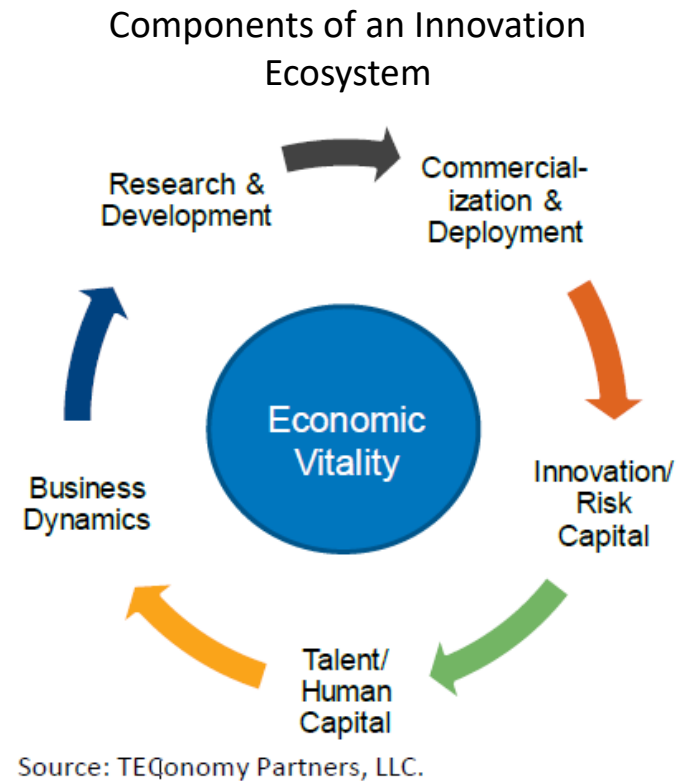 Components of an Innovation
Ecosystem
Research &
Development
Commercial-
ization &
Deployment
Economic
Vitality
Innovation/
Risk
Capital
Business
Dynamics
Talent/
Human
Capital
Source: TEQonomy Partners, LLC.